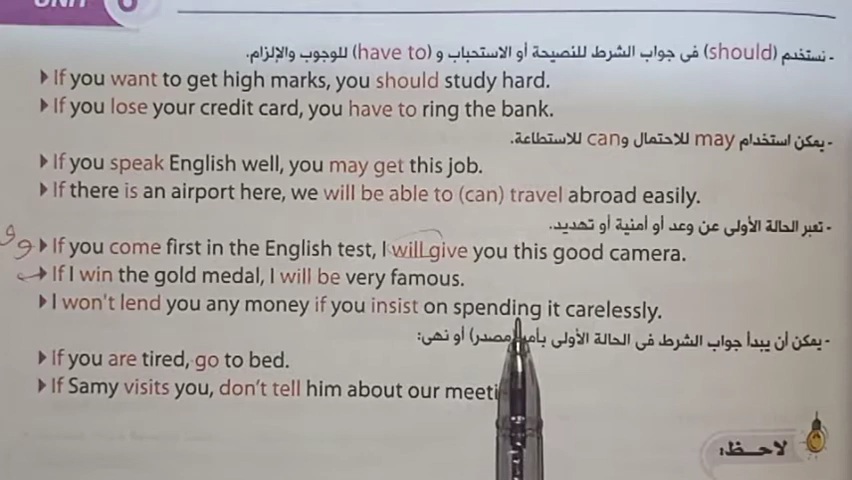 UNIT 6
- نستخدم (should) فى جواب الشرط للنصيحة أو الاستحباب و (have to) للوجوب والإلزام.
If you want to get high marks, you should study hard.
If you lose your credit card, you have to ring the bank.
- يمكن استخدام may للاحتمال و can للاستطاعة.
If you speak English well, you may get this job.
If there is an airport here, we will be able to (can) travel abroad easily.
- تعبر الحالة الأولى عن وعد أو أمنية أو تهديد.
If you come first in the English test, I will give you this good camera.
If I win the gold medal, I will be very famous.
I won't lend you any money if you insist on spending it carelessly.
- يمكن أن يبدأ جواب الشرط فى الحالة الأولى (مصدر) أو نهى:
If you are tired, go to bed.
If Samy visits you, don't tell him about our
لاحظ: